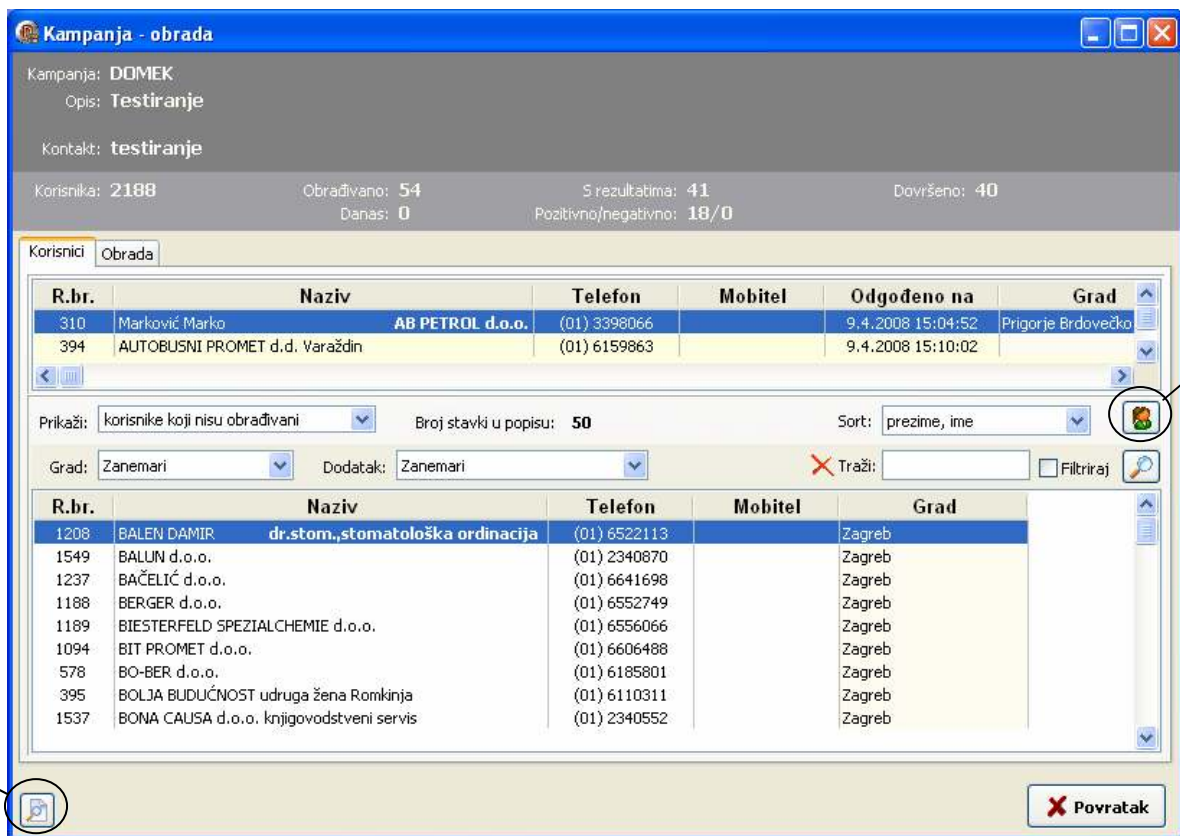 Kampanja - obrada
Kampanja: DOMEK
Opis: Testiranje
Kontakt: testiranje
Korisnika: 2188 Obrađivano: 54 S rezultatima: 41 Dovršeno: 40
Danas: 0 Pozitivno/negativno: 18/0
Korisnici Obrada
R.br. Naziv Telefon Mobitel Odgođeno na Grad
310 Marković Marko AB PETROL d.o.o. (01) 3398066 9.4.2008 15:04:52 Prigorje Brdovečko
394 AUTOBUSNI PROMET d.d. Varaždin (01) 6159863 9.4.2008 15:10:02
Prikaži: korisnike koji nisu obrađivani Broj stavki u popisu: 50 Sort: prezime, ime
Grad: Zanemari Dodatak: Zanemari Traži: Filtriraj
R.br. Naziv Telefon Mobitel Grad
1208 BALEN DAMIR dr.stom.,stomatološka ordinacija (01) 6522113 Zagreb
1549 BALUN d.o.o. (01) 2340870 Zagreb
1237 BAČELIĆ d.o.o. (01) 6641698 Zagreb
1188 BERGER d.o.o. (01) 6552749 Zagreb
1189 BIESTERFELD SPEZIALCHEMIE d.o.o. (01) 6556066 Zagreb
1094 BIT PROMET d.o.o. (01) 6606488 Zagreb
578 BO-BER d.o.o. (01) 6185801 Zagreb
395 BOLJA BUDUĆNOST udruga žena Romkinja (01) 6110311 Zagreb
1537 BONA CAUSA d.o.o. knjigovodstveni servis (01) 2340552 Zagreb
Povratak